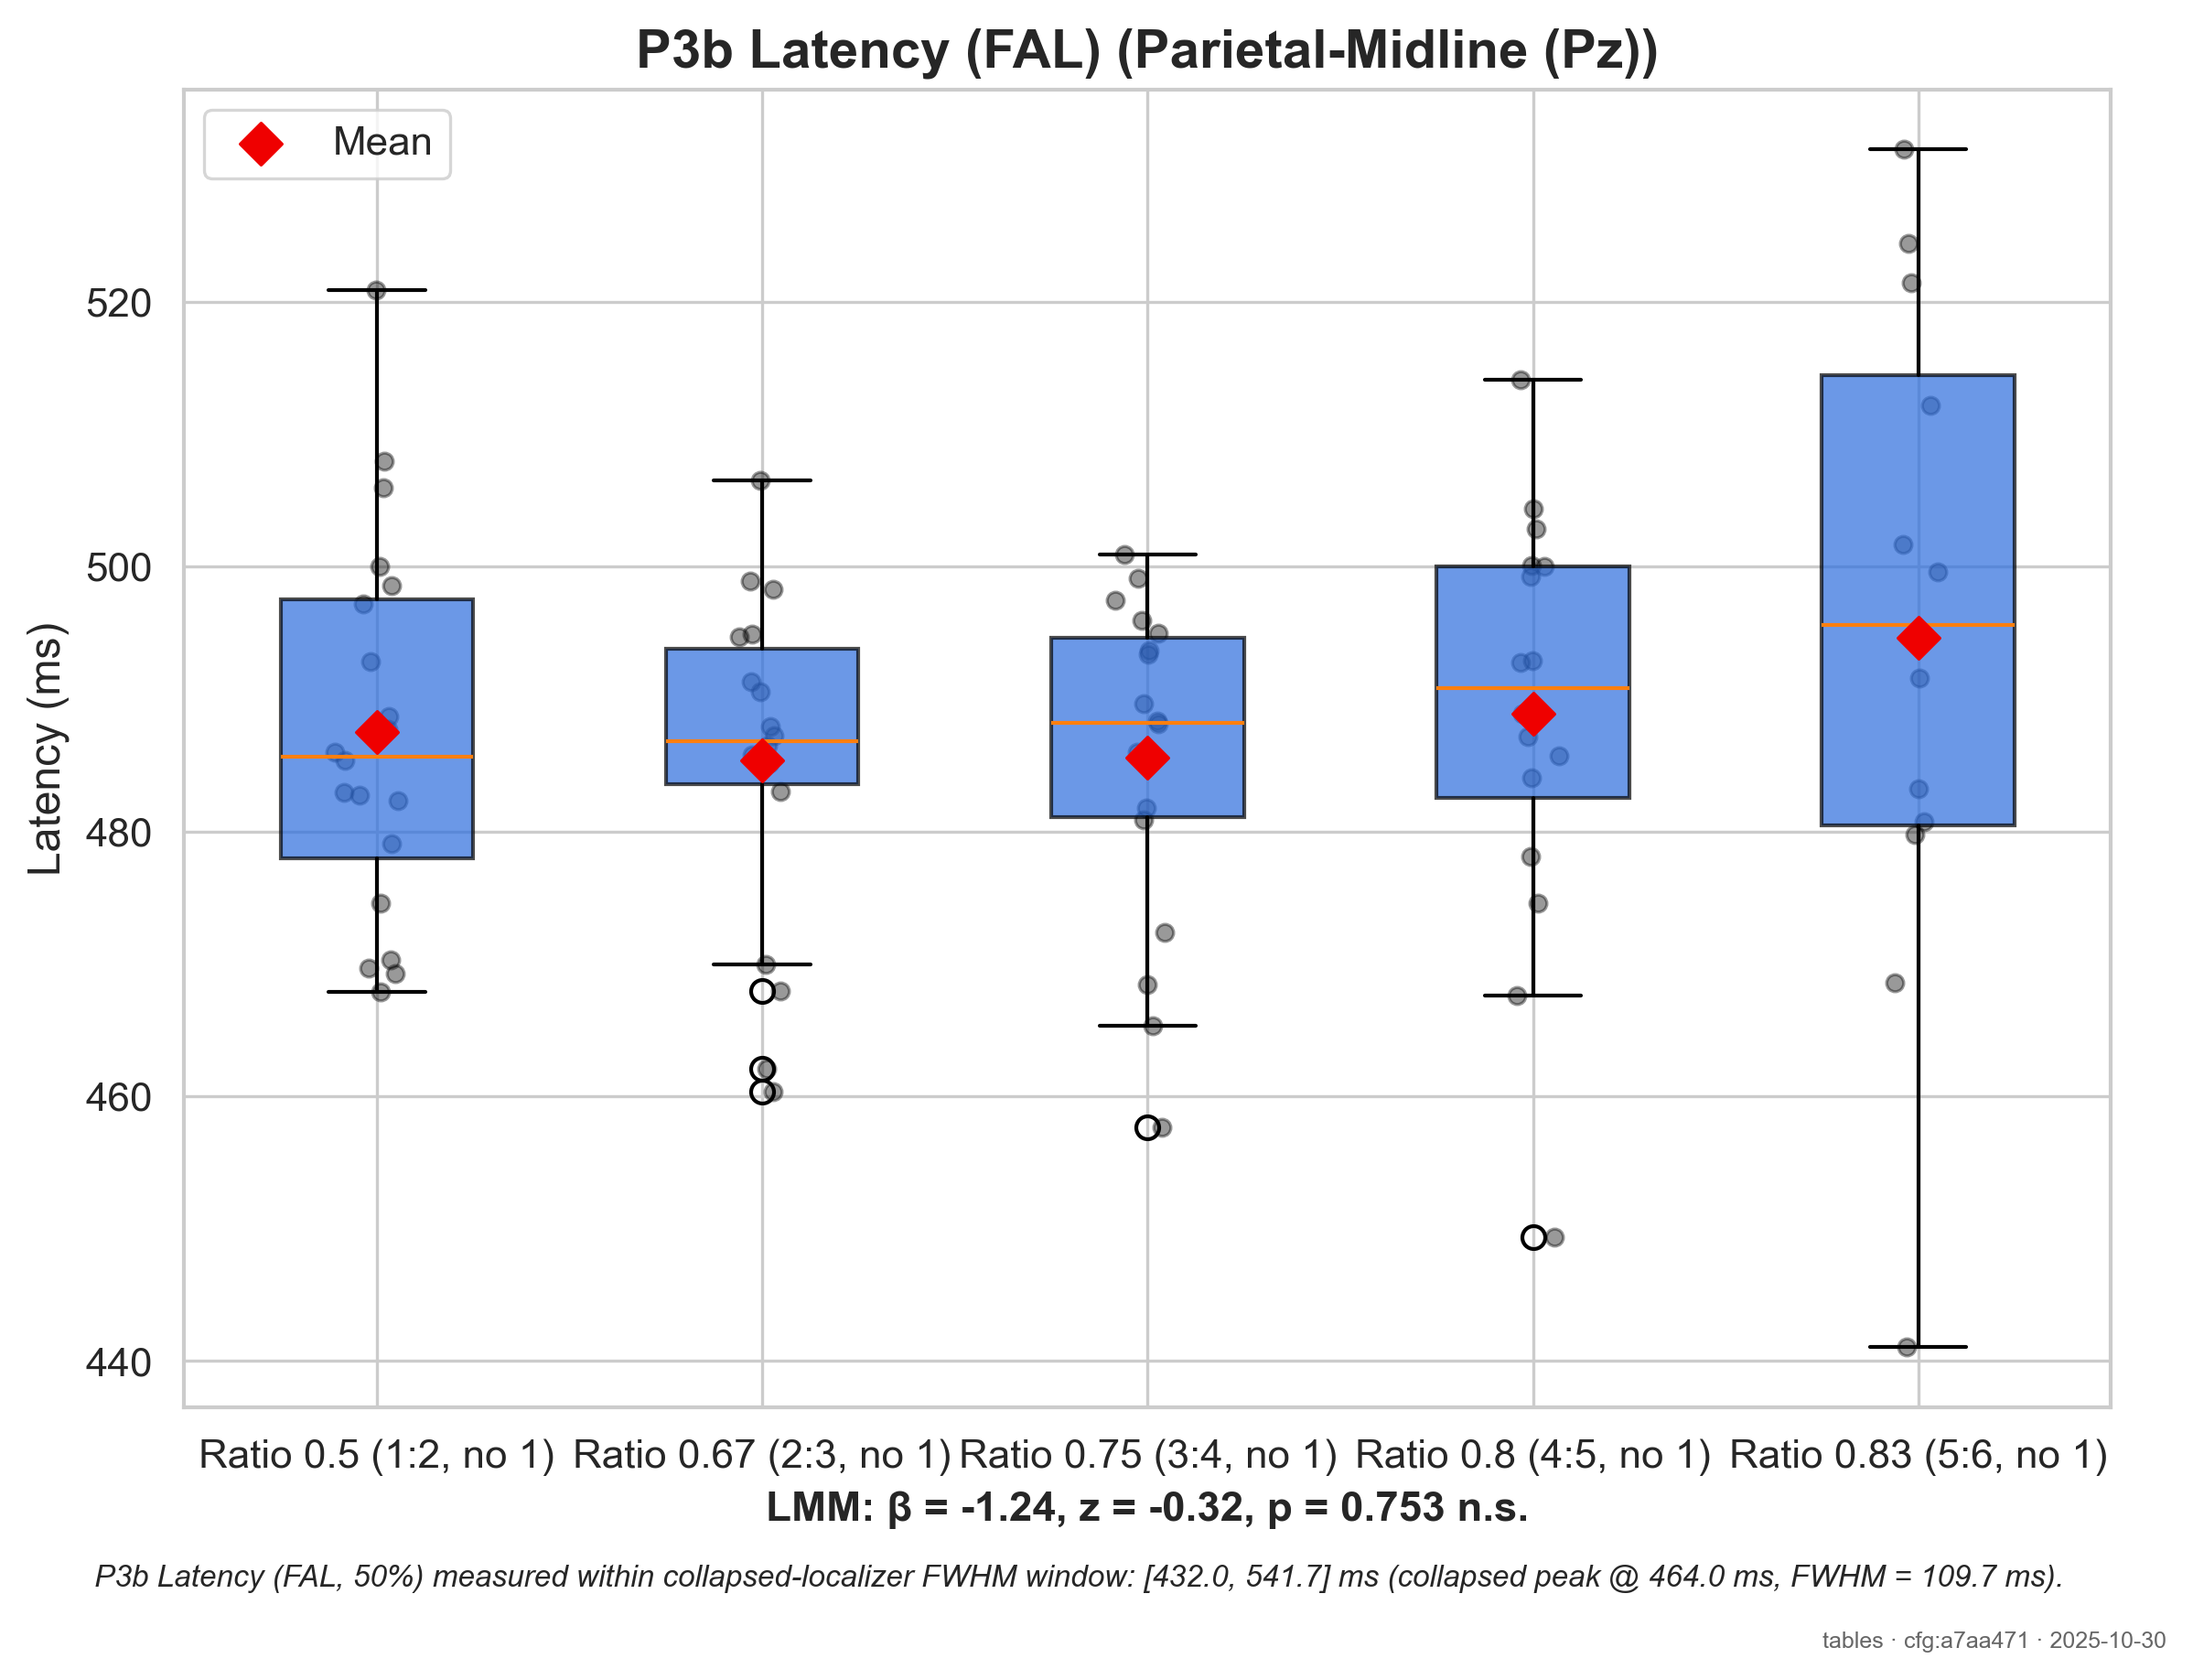 P3b Latency (FAL) (Parietal-Midline (Pz))
Mean
Latency (ms)
520
500
480
460
440
Ratio 0.5 (1:2, no 1)
Ratio 0.67 (2:3, no 1)
Ratio 0.75 (3:4, no 1)
Ratio 0.8 (4:5, no 1)
Ratio 0.83 (5:6, no 1)
LMM: β = -1.24, z = -0.32, p = 0.753 n.s.
P3b Latency (FAL, 50%) measured within collapsed-localizer FWHM window: [432.0, 541.7] ms (collapsed peak @ 464.0 ms, FWHM = 109.7 ms).
tables · cfg:a7aa471 · 2025-10-30